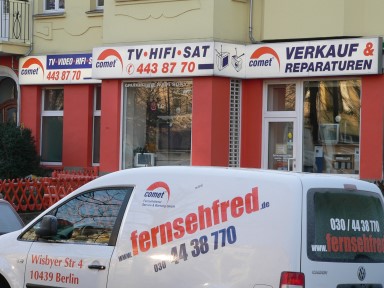 comet
TV-VIDEO-HIFI-S
443 87 70
comet
TV·HIFI·SAT
443 87 70
comet
VERKAUF &
REPARATUREN
comet
www.fernsehfred.de
030 / 44 38 770
Wisbyer Str 4
10439 Berlin
030 / 44 38 770
www.fernsehfred